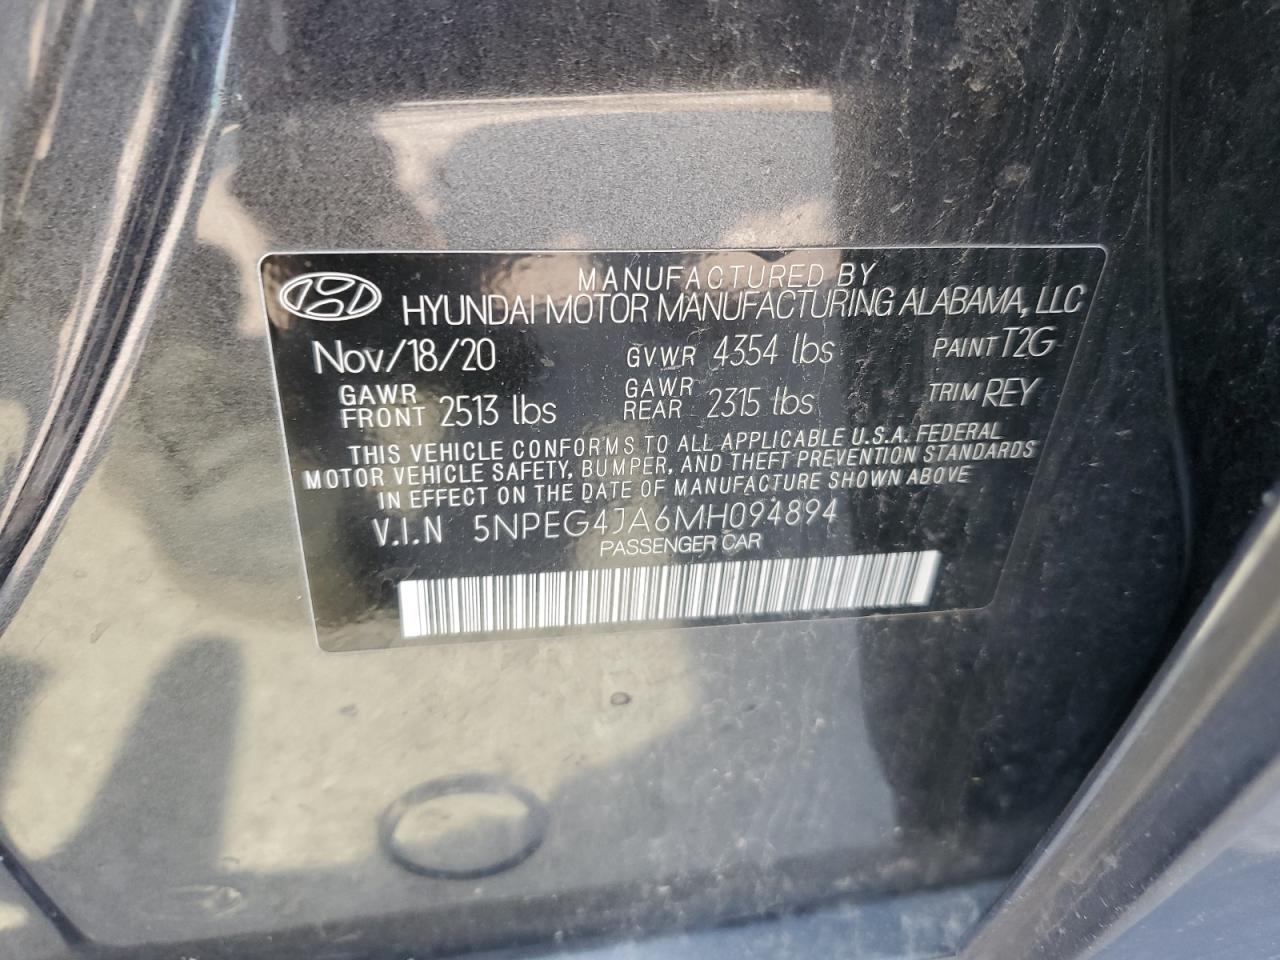 MANUFACTURED BY
HYUNDAI MOTOR MANUFACTURING ALABAMA, LLC
Nov/18/20 GVWR 4354 lbs PAINT T2G
GAWR FRONT 2513 lbs GAWR REAR 2315 lbs TRIM REY
THIS VEHICLE CONFORMS TO ALL APPLICABLE U.S.A. FEDERAL
MOTOR VEHICLE SAFETY, BUMPER, AND THEFT PREVENTION STANDARDS
IN EFFECT ON THE DATE OF MANUFACTURE SHOWN ABOVE
V.I.N 5NPEG4JA6MH094894
PASSENGER CAR